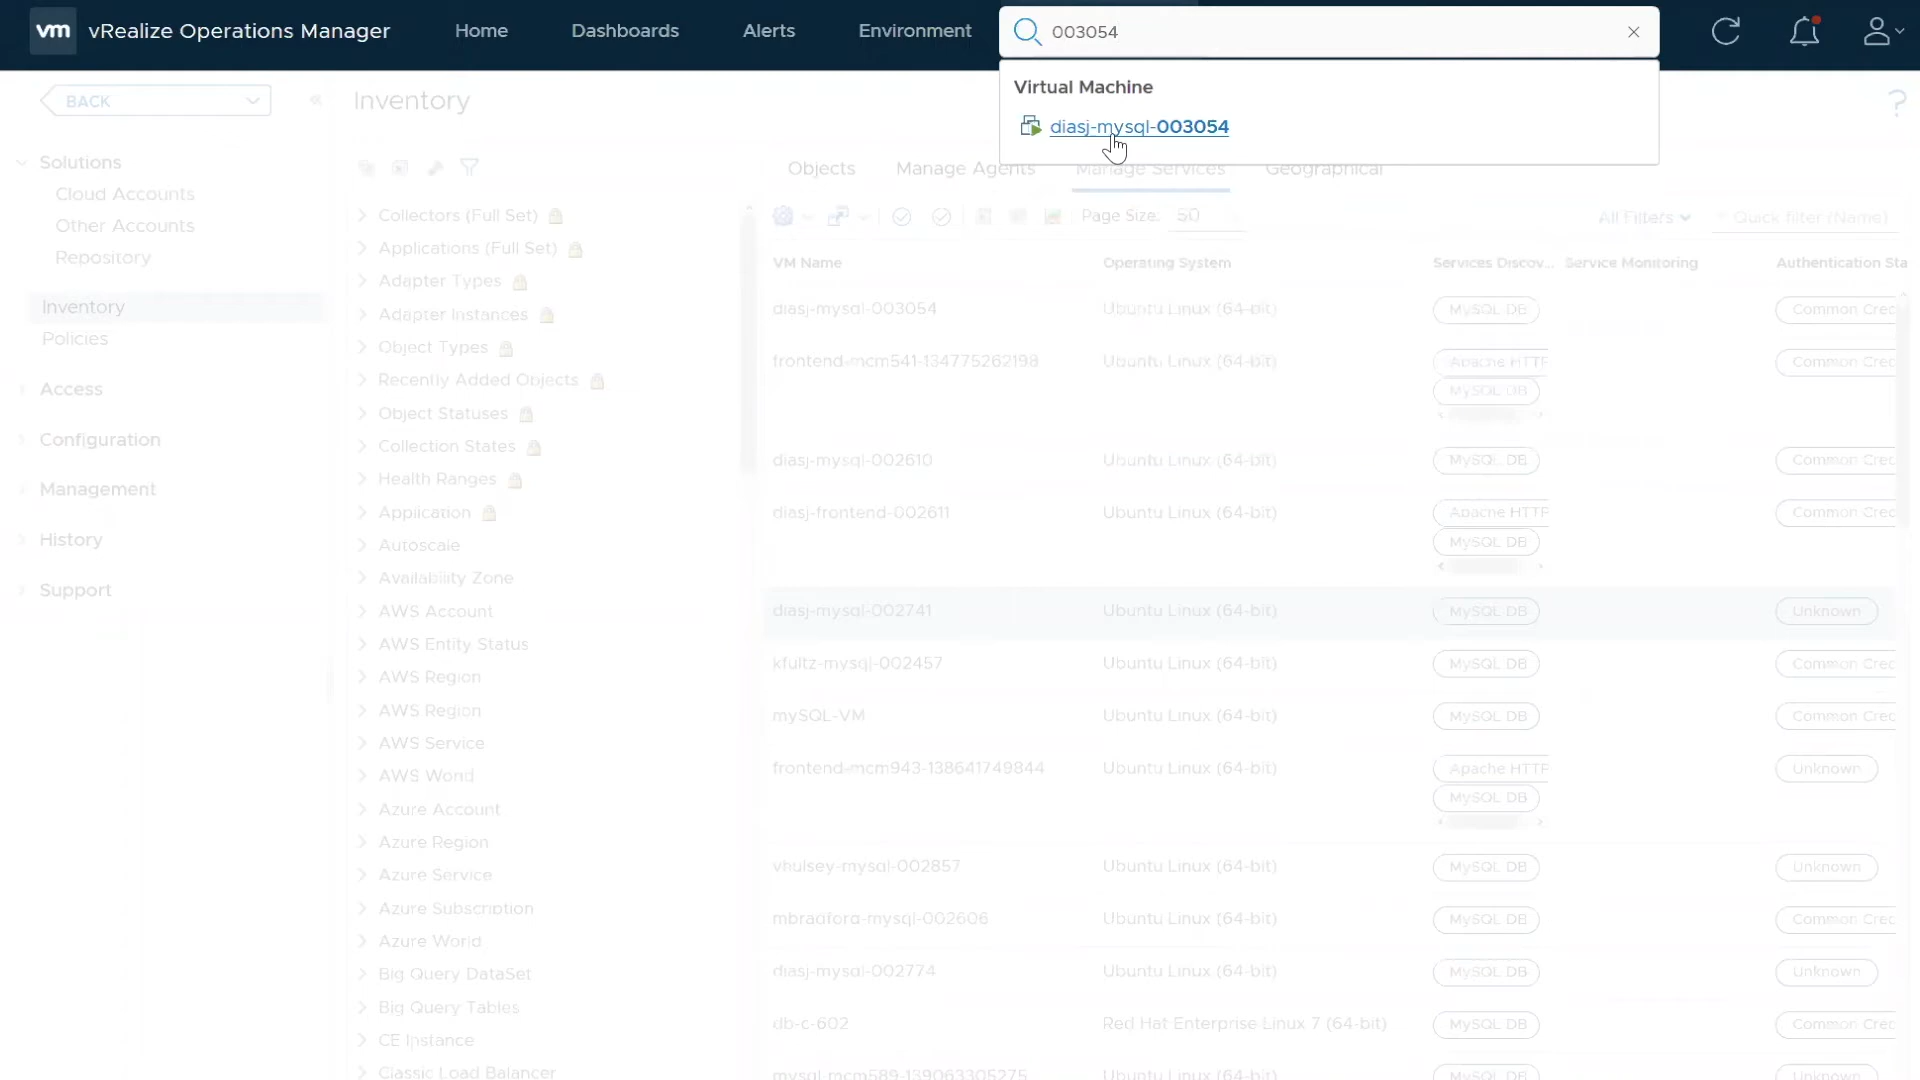 vm vRealize Operations Manager Home Dashboards Alerts Environment 003054
Virtual Machine
diasj-mysql-003054
BACK
Inventory
Solutions
Cloud Accounts
Other Accounts
Repository
Inventory
Policies
Access
Configuration
Management
History
Support
Collectors (Full Set)
Applications (Full Set)
Adapter Types
Adapter Instances
Object Types
Recently Added Objects
Object Statuses
Collection States
Health Ranges
Application
Autoscale
Availability Zone
AWS Account
AWS Entity Status
AWS Region
AWS Region
AWS Service
AWS World
Azure Account
Azure Region
Azure Service
Azure Subscription
Azure World
Big Query DataSet
Big Query Tables
CE Instance
Classic Load Balancer
Objects Manage Agents Manage Services Geographical
Page Size: 50 All Filters Quick filter (Name)
VM Name Operating System Services Discov... Service Monitoring Authentication Sta
diasj-mysql-003054 Ubuntu Linux (64-bit) MySQL DB Common Cred
frontend-mcm541-134775262198 Ubuntu Linux (64-bit) Apache HTTP Common Cred
MySQL DB
diasj-mysql-002610 Ubuntu Linux (64-bit) MySQL DB Common Cred
diasj-frontend-002611 Ubuntu Linux (64-bit) Apache HTTP Common Cred
MySQL DB
diasj-mysql-002741 Ubuntu Linux (64-bit) MySQL DB Unknown
kfultz-mysql-002457 Ubuntu Linux (64-bit) MySQL DB Common Cred
mySQL-VM Ubuntu Linux (64-bit) MySQL DB Common Cred
frontend-mcm943-138641749844 Ubuntu Linux (64-bit) Apache HTTP Unknown
MySQL DB
vhulsey-mysql-002857 Ubuntu Linux (64-bit) MySQL DB Unknown
mbradford-mysql-002606 Ubuntu Linux (64-bit) MySQL DB Common Cred
diasj-mysql-002774 Ubuntu Linux (64-bit) MySQL DB Unknown
db-c-602 Red Hat Enterprise Linux 7 (64-bit) MySQL DB Common Cred
mysql-mcm589-139063305275 Ubuntu Linux (64-bit) MySQL DB Unknown